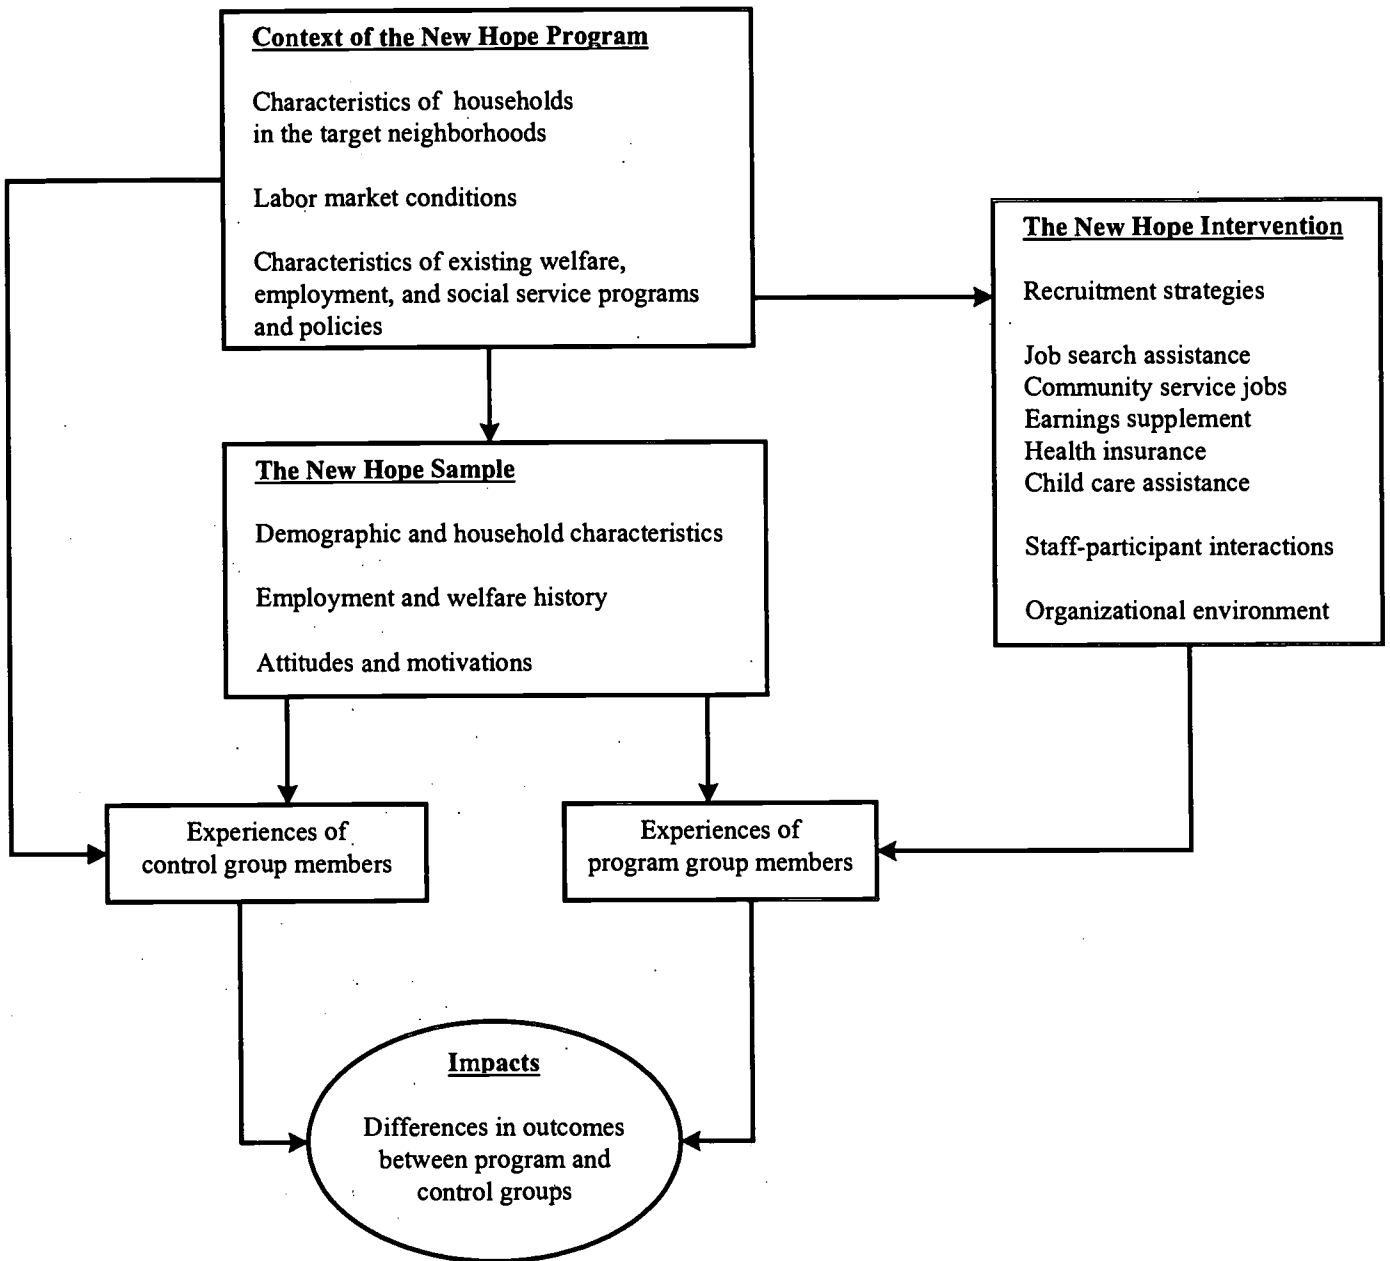 Context of the New Hope Program
Characteristics of households
in the target neighborhoods
Labor market conditions
Characteristics of existing welfare,
employment, and social service programs
and policies
The New Hope Intervention
Recruitment strategies
Job search assistance
Community service jobs
Earnings supplement
Health insurance
Child care assistance
Staff-participant interactions
Organizational environment
The New Hope Sample
Demographic and household characteristics
Employment and welfare history
Attitudes and motivations
Experiences of
control group members
Experiences of
program group members
Impacts
Differences in outcomes
between program and
control groups